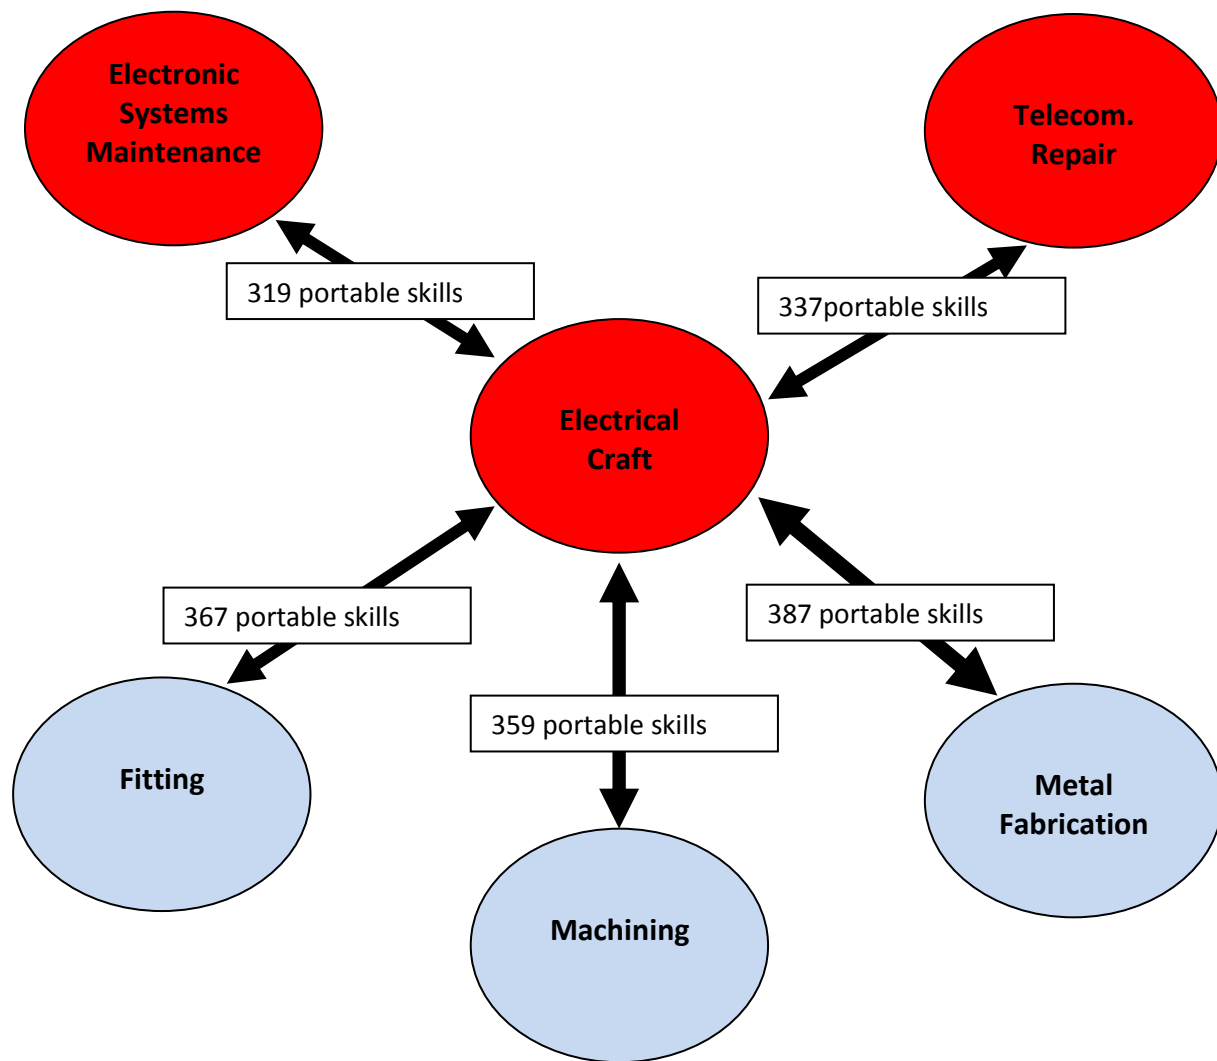 Electronic
Systems
Maintenance
Telecom.
Repair
319 portable skills
337portable skills
Electrical
Craft
367 portable skills
387 portable skills
359 portable skills
Fitting
Metal
Fabrication
Machining